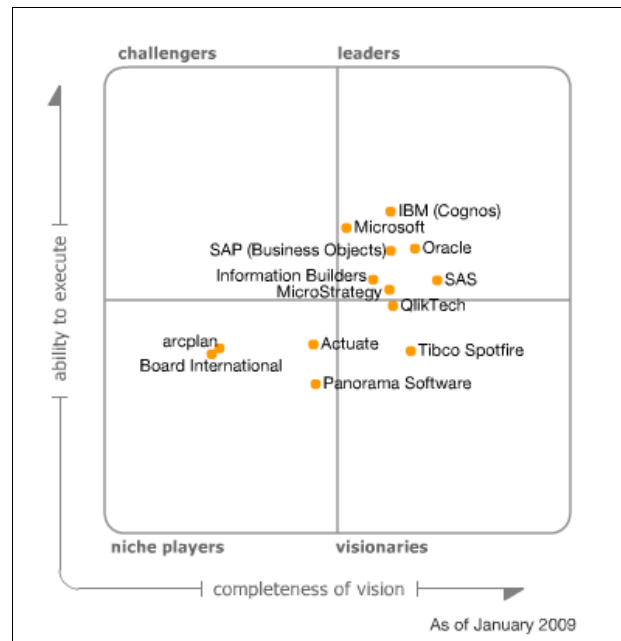 challengers
leaders
IBM (Cognos)
Microsoft
SAP (Business Objects)
Oracle
Information Builders
SAS
MicroStrategy
QlikTech
ability to execute
arcplan
Actuate
Tibco Spotfire
Board International
Panorama Software
niche players
visionaries
completeness of vision
As of January 2009